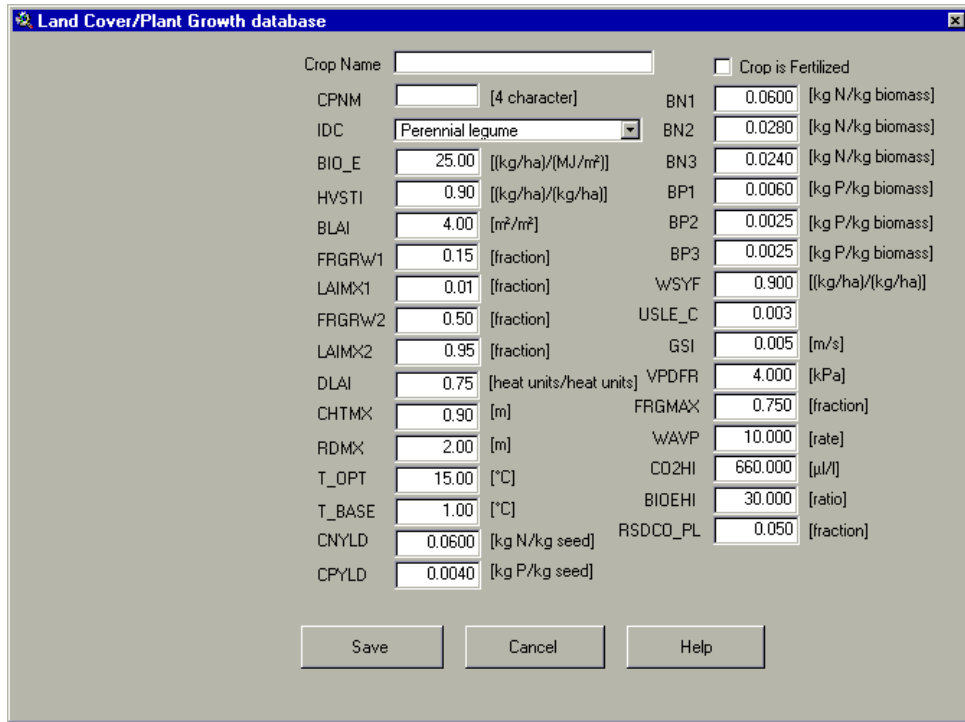 Land Cover/Plant Growth database
Crop Name
Crop is Fertilized
CPNM [4 character]
BN1 0.0600 [kg N/kg biomass]
IDC Perennial legume
BN2 0.0280 [kg N/kg biomass]
BIO_E 25.00 [(kg/ha)/(MJ/m²)]
BN3 0.0240 [kg N/kg biomass]
HVSTI 0.90 [(kg/ha)/(kg/ha)]
BP1 0.0060 [kg P/kg biomass]
BLAI 4.00 [m²/m²]
BP2 0.0025 [kg P/kg biomass]
FRGRW1 0.15 [fraction]
BP3 0.0025 [kg P/kg biomass]
LAIMX1 0.01 [fraction]
WSYF 0.900 [(kg/ha)/(kg/ha)]
FRGRW2 0.50 [fraction]
USLE_C 0.003
LAIMX2 0.95 [fraction]
GSI 0.005 [m/s]
DLAI 0.75 [heat units/heat units]
VPDFR 4.000 [kPa]
CHTMX 0.90 [m]
FRGMAX 0.750 [fraction]
RDMX 2.00 [m]
WAVP 10.000 [rate]
T_OPT 15.00 [°C]
CO2HI 660.000 [µl/l]
T_BASE 1.00 [°C]
BIOEHI 30.000 [ratio]
CNYLD 0.0600 [kg N/kg seed]
RSDCO_PL 0.050 [fraction]
CPYLD 0.0040 [kg P/kg seed]
Save Cancel Help